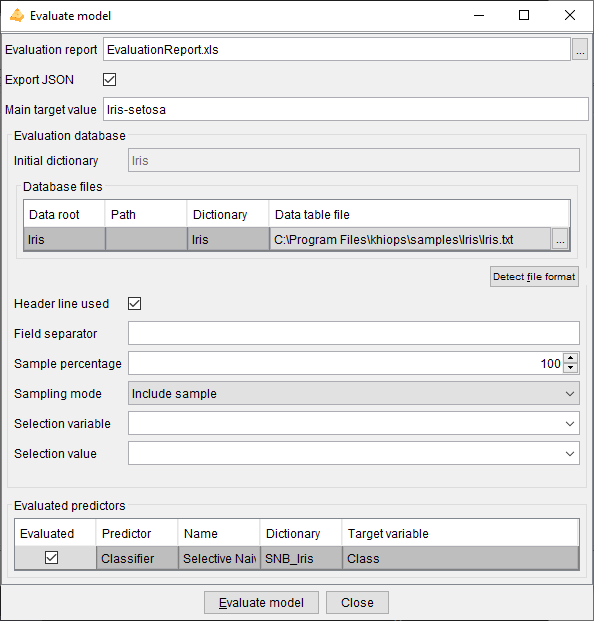 Evaluate model
Evaluation report EvaluationReport.xls ...
Export JSON
Main target value Iris-setosa
Evaluation database
Initial dictionary Iris
Database files
Data root Path Dictionary Data table file
Iris Iris C:\Program Files\khiops\samples\Iris\Iris.txt ...
Detect file format
Header line used
Field separator
Sample percentage 100
Sampling mode Include sample
Selection variable
Selection value
Evaluated predictors
Evaluated Predictor Name Dictionary Target variable
Classifier Selective Naiv SNB_Iris Class
Evaluate model Close